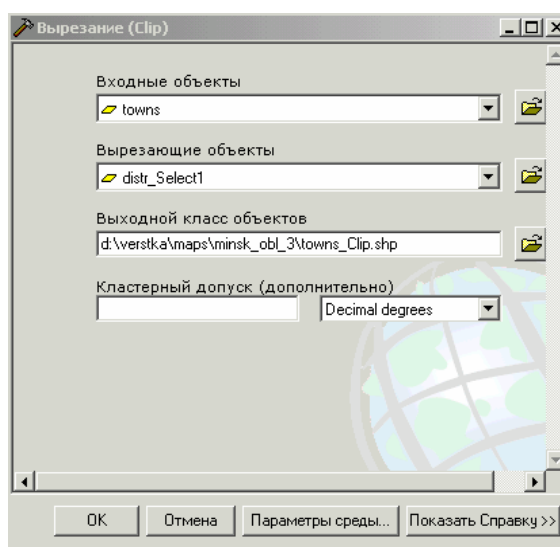 Вырезание (Clip)
Входные объекты
towns
Вырезающие объекты
distr_Select1
Выходной класс объектов
d:\verstka\maps\minsk_obl_3\towns_Clip.shp
Кластерный допуск (дополнительно)
Decimal degrees
OK Отмена Параметры среды... Показать Справку >>